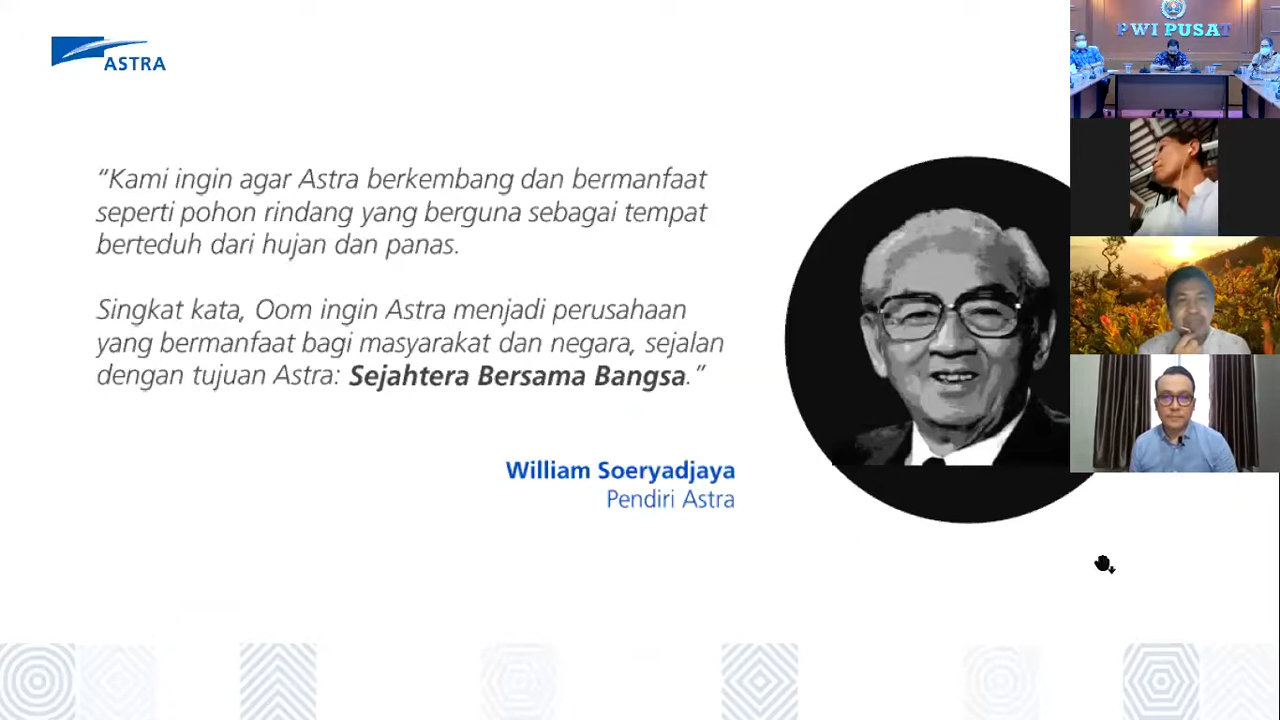 ASTRA
“Kami ingin agar Astra berkembang dan bermanfaat
seperti pohon rindang yang berguna sebagai tempat
berteduh dari hujan dan panas.
Singkat kata, Oom ingin Astra menjadi perusahaan
yang bermanfaat bagi masyarakat dan negara, sejalan
dengan tujuan Astra: Sejahtera Bersama Bangsa.”
William Soeryadjaya
Pendiri Astra
PWI PUSAT